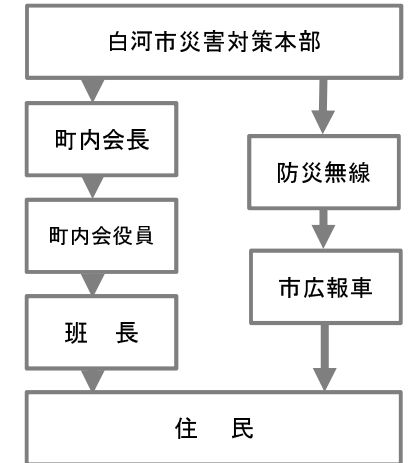 白河市災害対策本部
町内会長
防災無線
町内会役員
市広報車
班　長
住　民